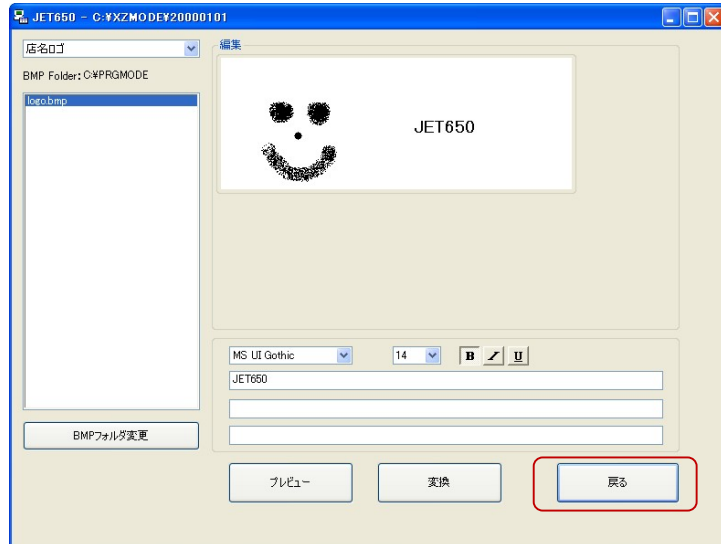 JET650 - C:¥XZMODE¥20000101
店名ロゴ
BMP Folder: C:¥PRGMODE
logo.bmp
BMPフォルダ変更
編集
JET650
MS UI Gothic
14
B I U
JET650
プレビュー
変換
戻る